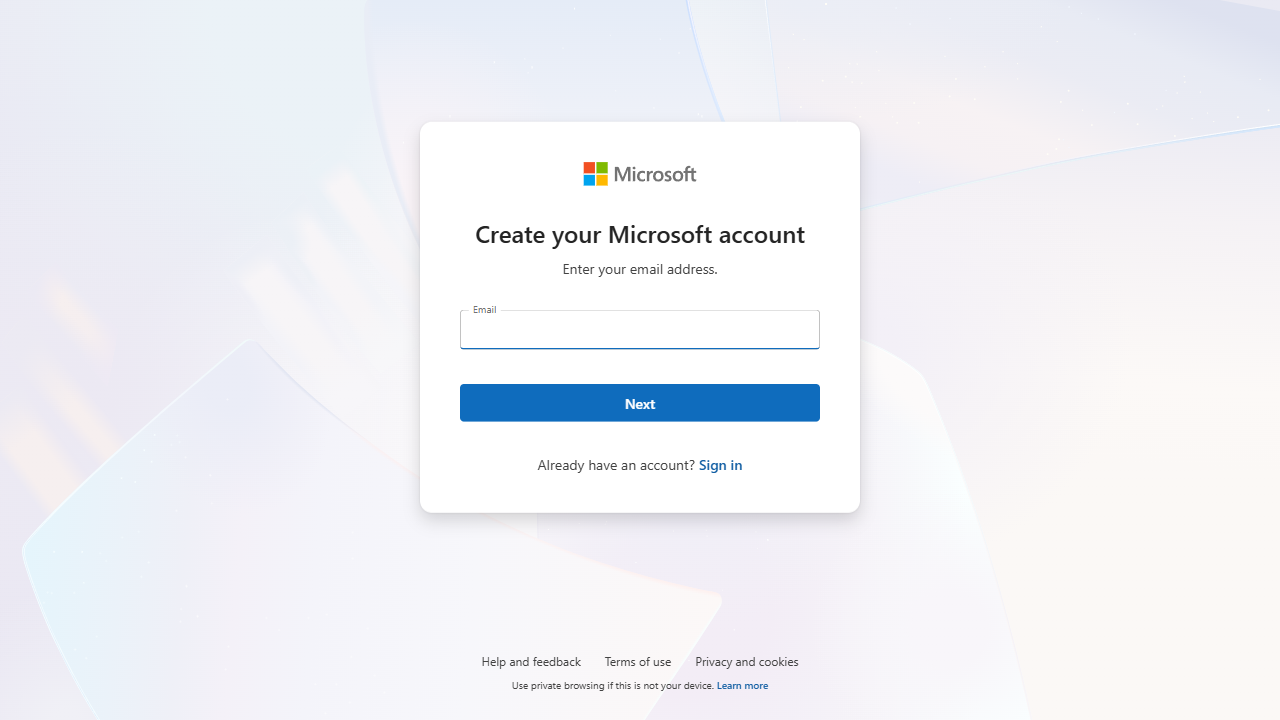 Microsoft
Create your Microsoft account
Enter your email address.
Email
Next
Already have an account? Sign in
Help and feedback Terms of use Privacy and cookies
Use private browsing if this is not your device. Learn more